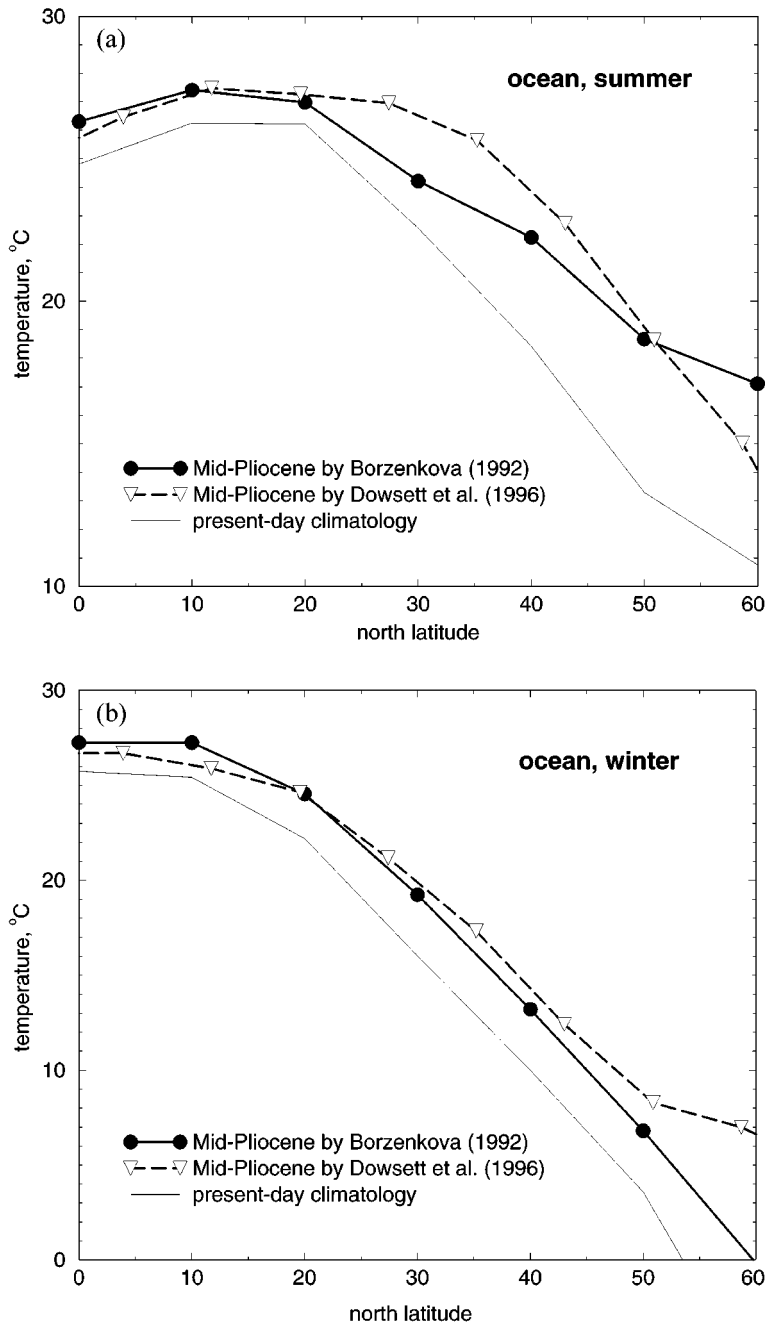 30
(a)
ocean, summer
temperature, °C
20
Mid-Pliocene by Borzenkova (1992)
Mid-Pliocene by Dowsett et al. (1996)
present-day climatology
10
0 10 20 30 40 50 60
north latitude
30
(b)
ocean, winter
20
temperature, °C
10
Mid-Pliocene by Borzenkova (1992)
Mid-Pliocene by Dowsett et al. (1996)
present-day climatology
0
0 10 20 30 40 50 60
north latitude